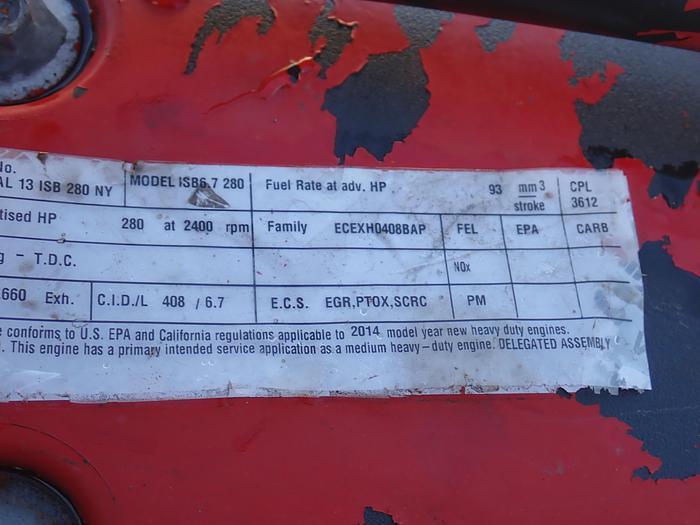 No. MODEL ISB6.7 280 Fuel Rate at adv. HP 93 mm3 stroke CPL 3612
AL 13 ISB 280 NY
tised HP 280 at 2400 rpm Family ECEXH0408BAP FEL EPA CARB
g - T.D.C. NOx
660 Exh. C.I.D./L 408 / 6.7 E.C.S. EGR,PTOX,SCRC PM
e conforms to U.S. EPA and California regulations applicable to 2014 model year new heavy duty engines.
. This engine has a primary intended service application as a medium heavy-duty engine. DELEGATED ASSEMBLY